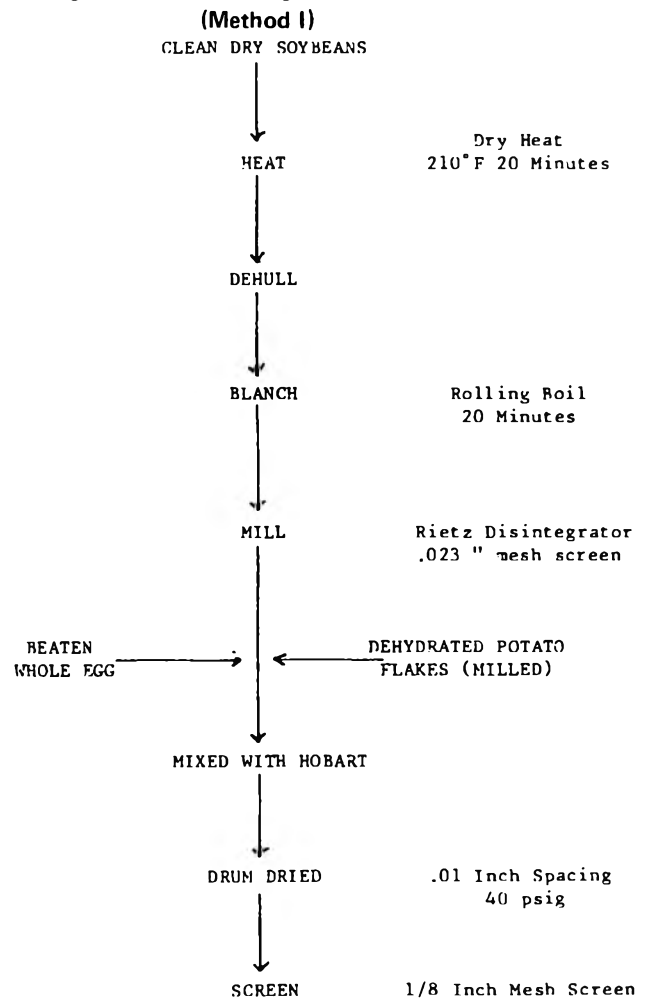 (Method I)
CLEAN DRY SOYBEANS
HEAT
Dry Heat
210°F 20 Minutes
DEHULL
BLANCH
Rolling Boil
20 Minutes
MILL
Rietz Disintegrator
.023 " mesh screen
BEATEN
WHOLE EGG
DEHYDRATED POTATO
FLAKES (MILLED)
MIXED WITH HOBART
DRUM DRIED
.01 Inch Spacing
40 psig
SCREEN
1/8 Inch Mesh Screen